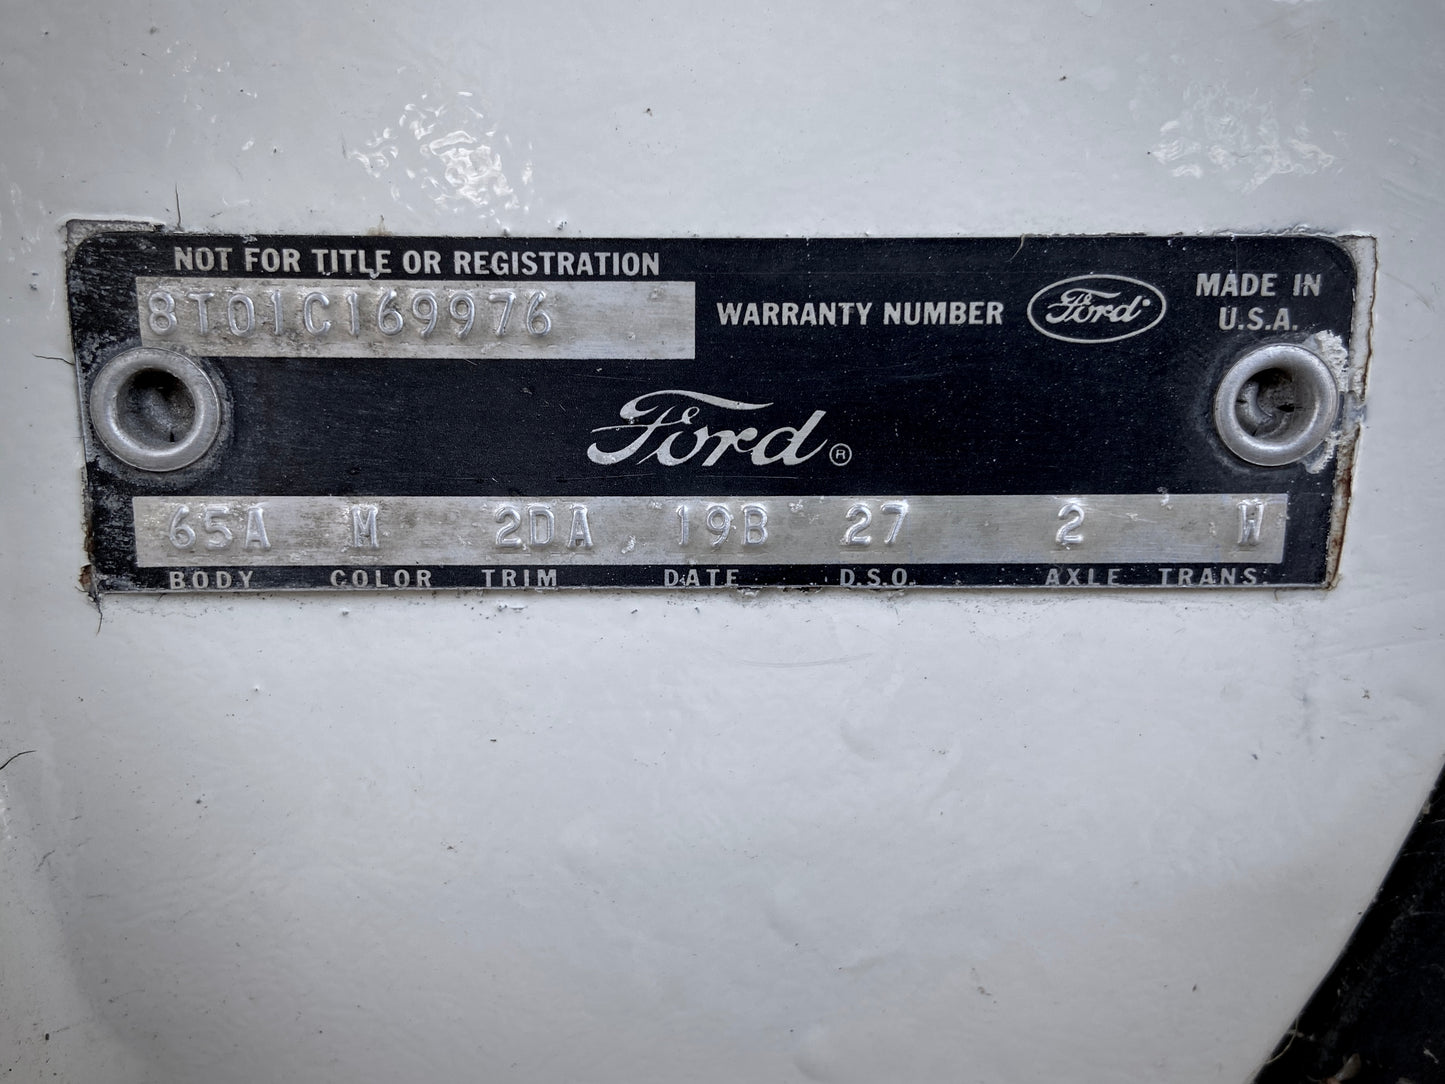 NOT FOR TITLE OR REGISTRATION
8T01C169976
WARRANTY NUMBER
Ford
MADE IN
U.S.A.
Ford®
65A M 2DA 19B 27 2 W
BODY COLOR TRIM DATE D.S.O. AXLE TRANS.